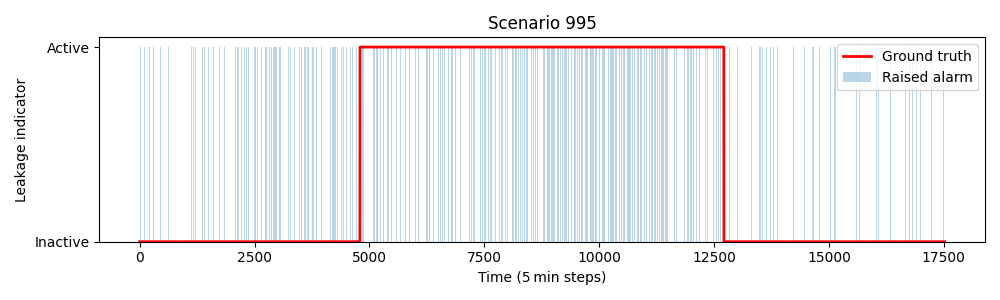 Scenario 995
Active
Inactive
Leakage indicator
Ground truth
Raised alarm
0 2500 5000 7500 10000 12500 15000 17500
Time (5 min steps)